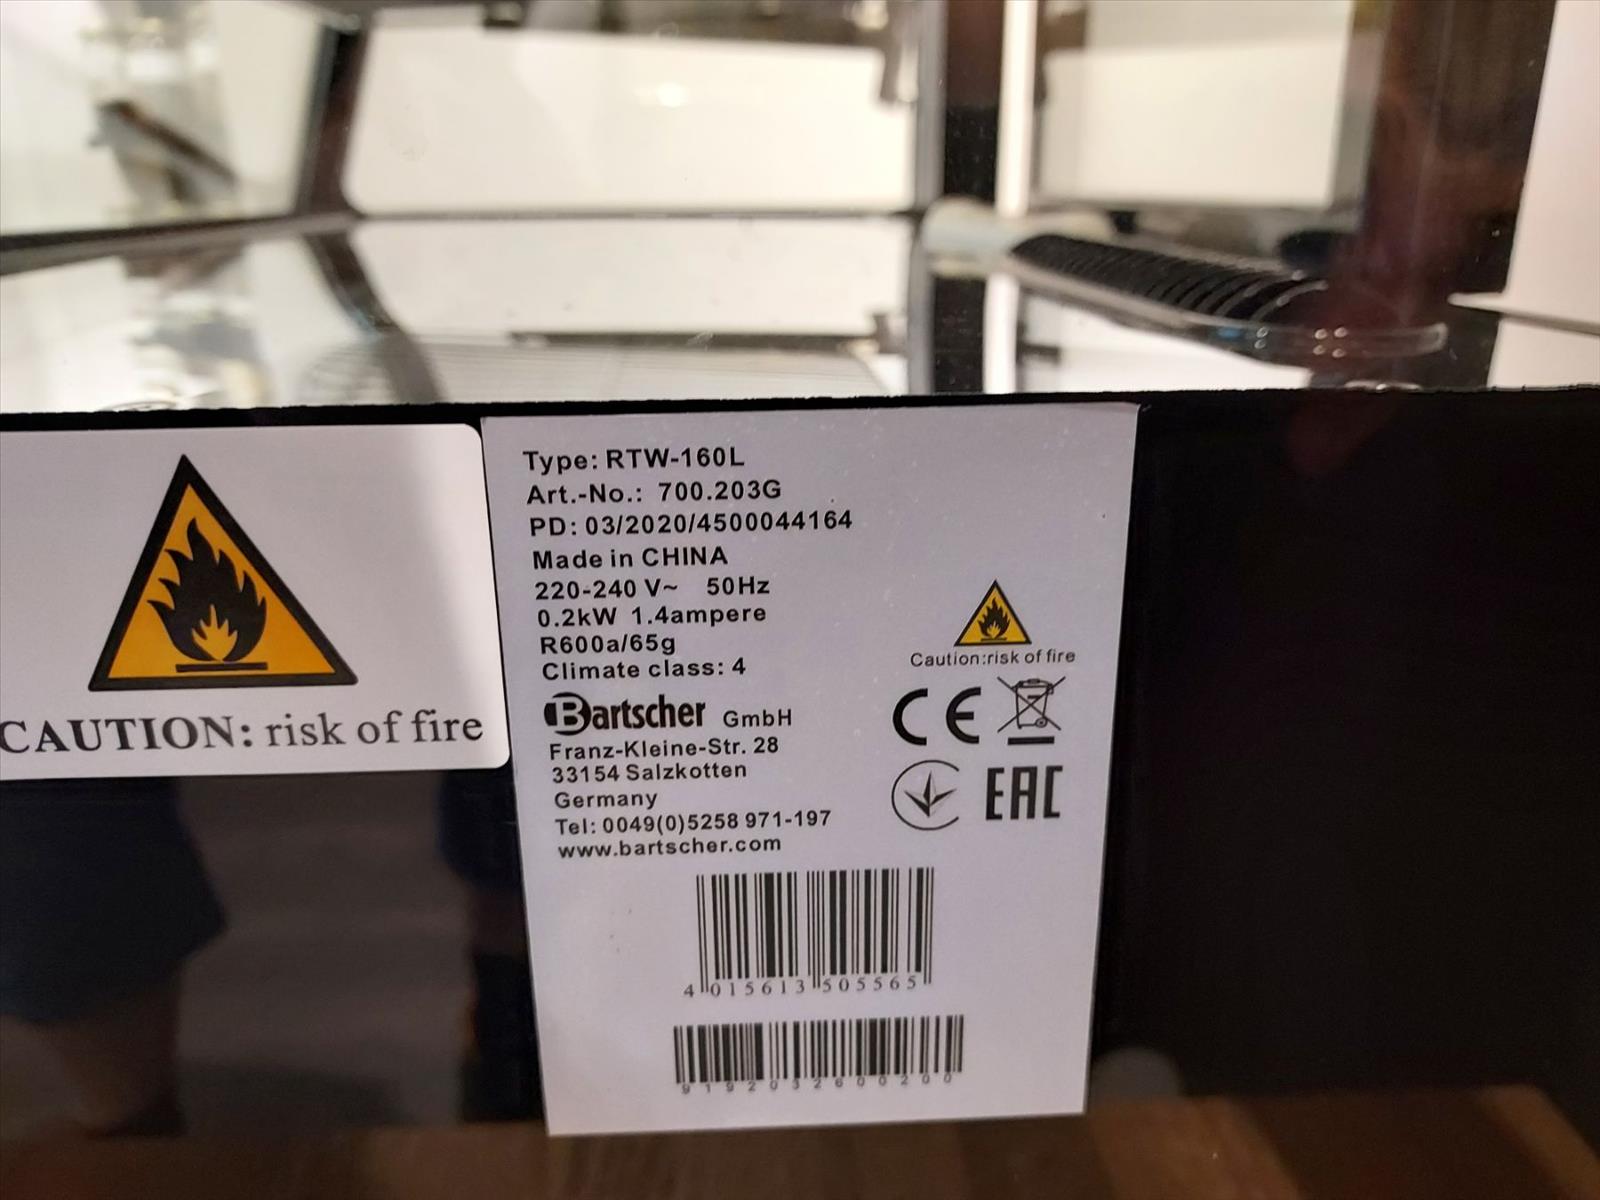 CAUTION: risk of fire
Type: RTW-160L
Art.-No.: 700.203G
PD: 03/2020/4500044164
Made in CHINA
220-240 V~ 50Hz
0.2kW 1.4ampere
R600a/65g
Climate class: 4
Bartscher GmbH
Franz-Kleine-Str. 28
33154 Salzkotten
Germany
Tel: 0049(0)5258 971-197
www.bartscher.com
Caution:risk of fire
CE
EAC
4 015613 505565
9192032600200